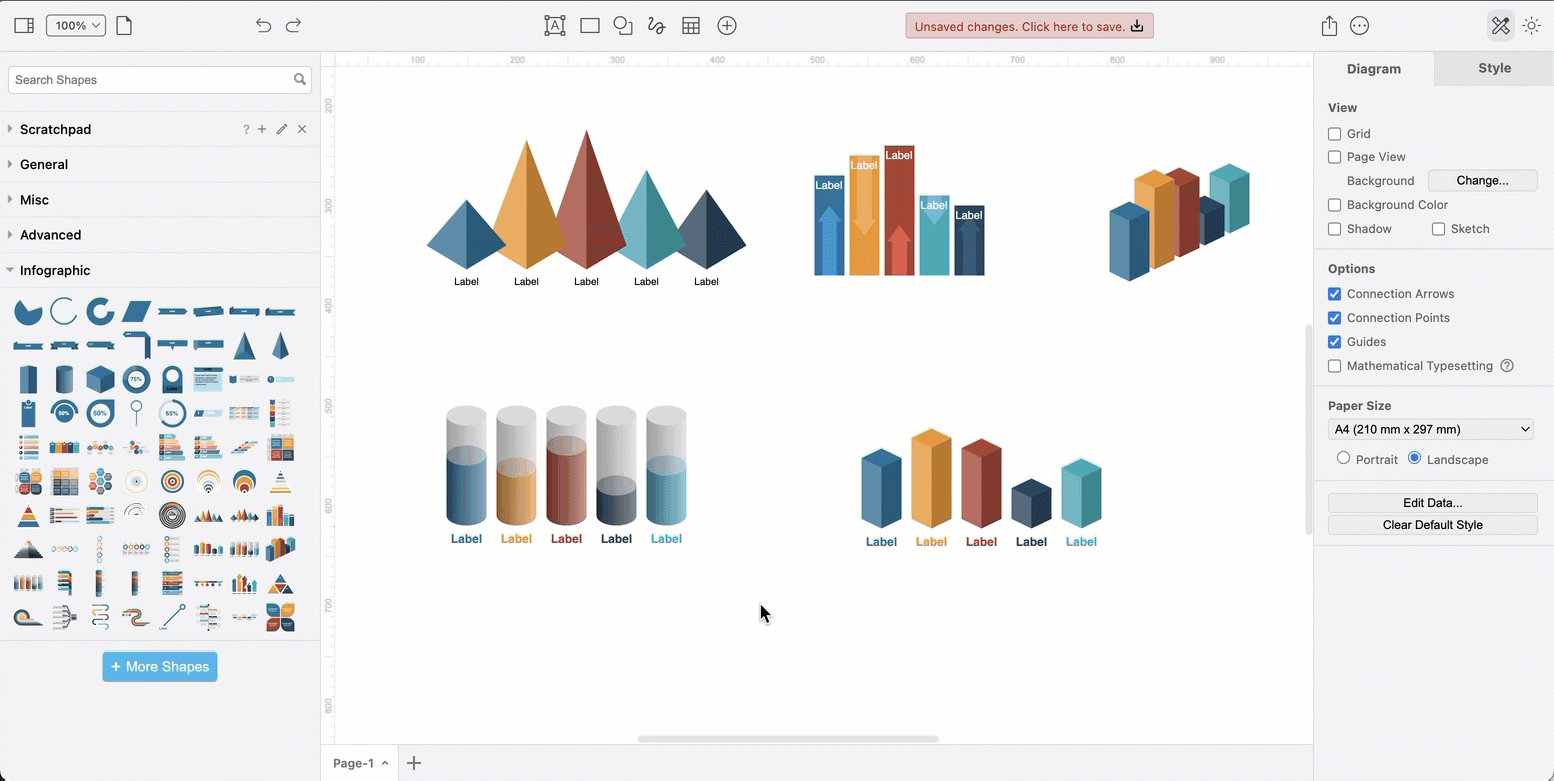 100%
Unsaved changes. Click here to save.
Search Shapes
Scratchpad
?
General
Misc
Advanced
Infographic
75%
50%
50%
65%
+ More Shapes
100 200 300 400 500 600 700 800 900
200
300
400
500
600
700
800
Label Label Label Label Label
Label
Label
Label
Label
Label
Label Label Label Label Label
Label Label Label Label Label
Page-1
Diagram Style
View
Grid
Page View
Background Change...
Background Color
Shadow Sketch
Options
Connection Arrows
Connection Points
Guides
Mathematical Typesetting ?
Paper Size
A4 (210 mm x 297 mm)
Portrait Landscape
Edit Data...
Clear Default Style